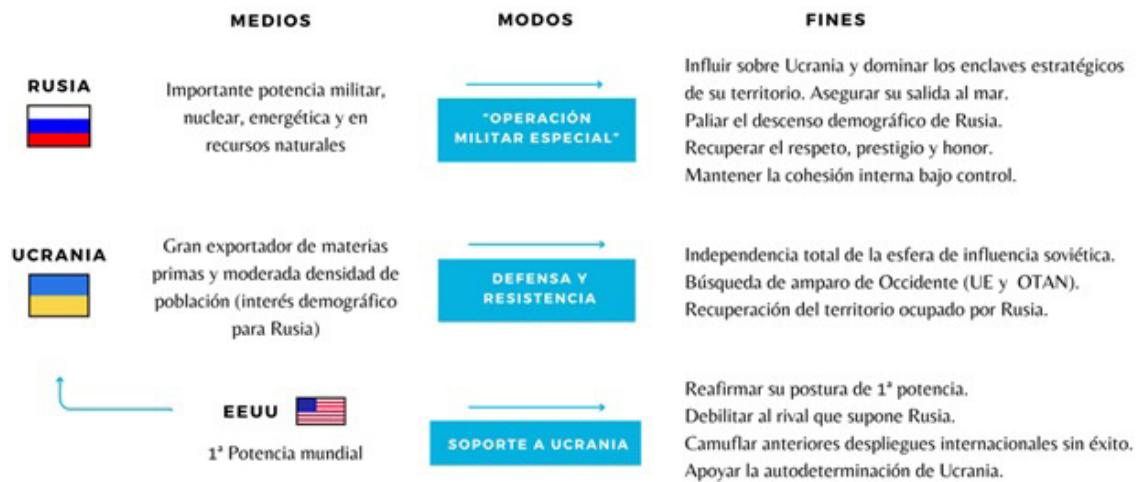 MEDIOS MODOS FINES
RUSIA
Importante potencia militar,
nuclear, energética y en
recursos naturales
"OPERACIÓN
MILITAR ESPECIAL"
Influir sobre Ucrania y dominar los enclaves estratégicos
de su territorio. Asegurar su salida al mar.
Paliar el descenso demográfico de Rusia.
Recuperar el respeto, prestigio y honor.
Mantener la cohesión interna bajo control.
UCRANIA
Gran exportador de materias
primas y moderada densidad de
población (interés demográfico
para Rusia)
DEFENSA Y
RESISTENCIA
Independencia total de la esfera de influencia soviética.
Búsqueda de amparo de Occidente (UE y OTAN).
Recuperación del territorio ocupado por Rusia.
EEUU
1ª Potencia mundial
SOPORTE A UCRANIA
Reafirmar su postura de 1ª potencia.
Debilitar al rival que supone Rusia.
Camuflar anteriores despliegues internacionales sin éxito.
Apoyar la autodeterminación de Ucrania.